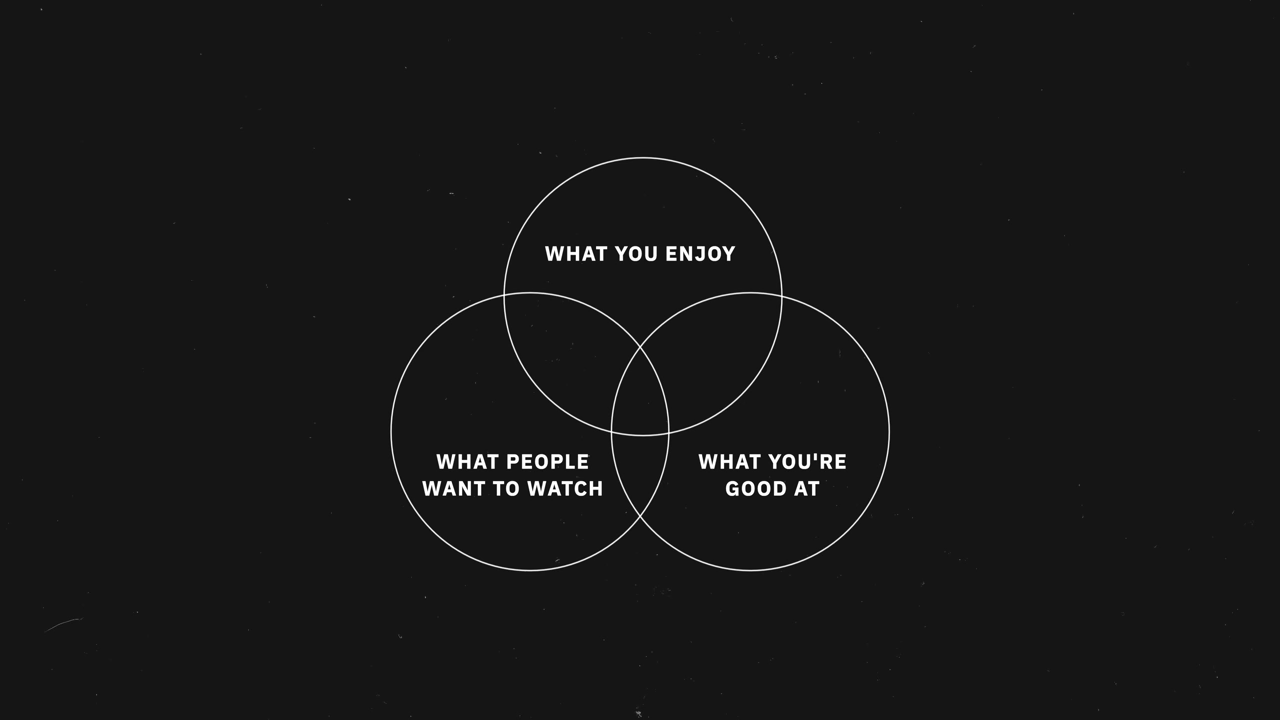 WHAT YOU ENJOY
WHAT PEOPLE
WANT TO WATCH
WHAT YOU'RE
GOOD AT